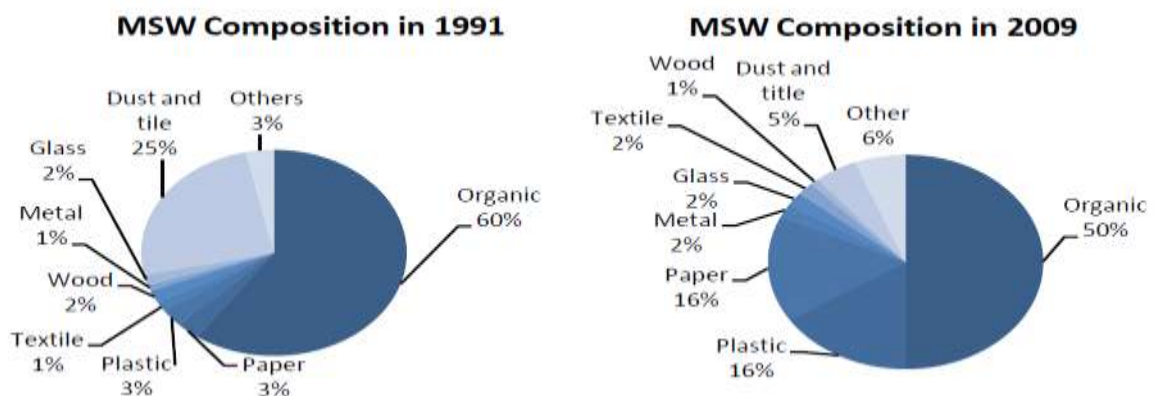 MSW Composition in 1991
Dust and
tile
25%
Others
3%
Glass
2%
Metal
1%
Wood
2%
Textile
1%
Plastic
3%
Paper
3%
Organic
60%
MSW Composition in 2009
Wood
1%
Dust and
title
5%
Other
6%
Textile
2%
Glass
2%
Metal
2%
Paper
16%
Plastic
16%
Organic
50%